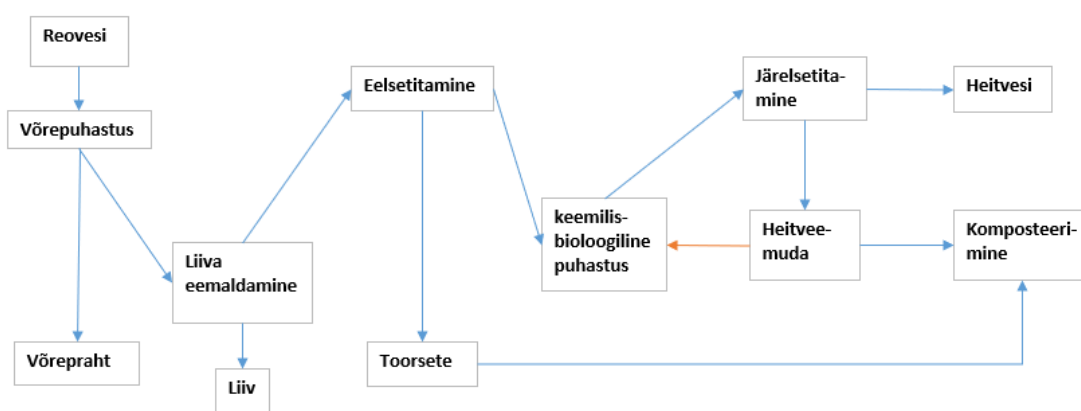 Reovesi
Võrepuhastus
Võrepraht
Liiva
eemaldamine
Liiv
Eelsetitamine
Toorsete
keemilis-
bioloogiline
puhastus
Järelsetita-
mine
Heitvesi
Heitvee-
muda
Komposteeri-
mine